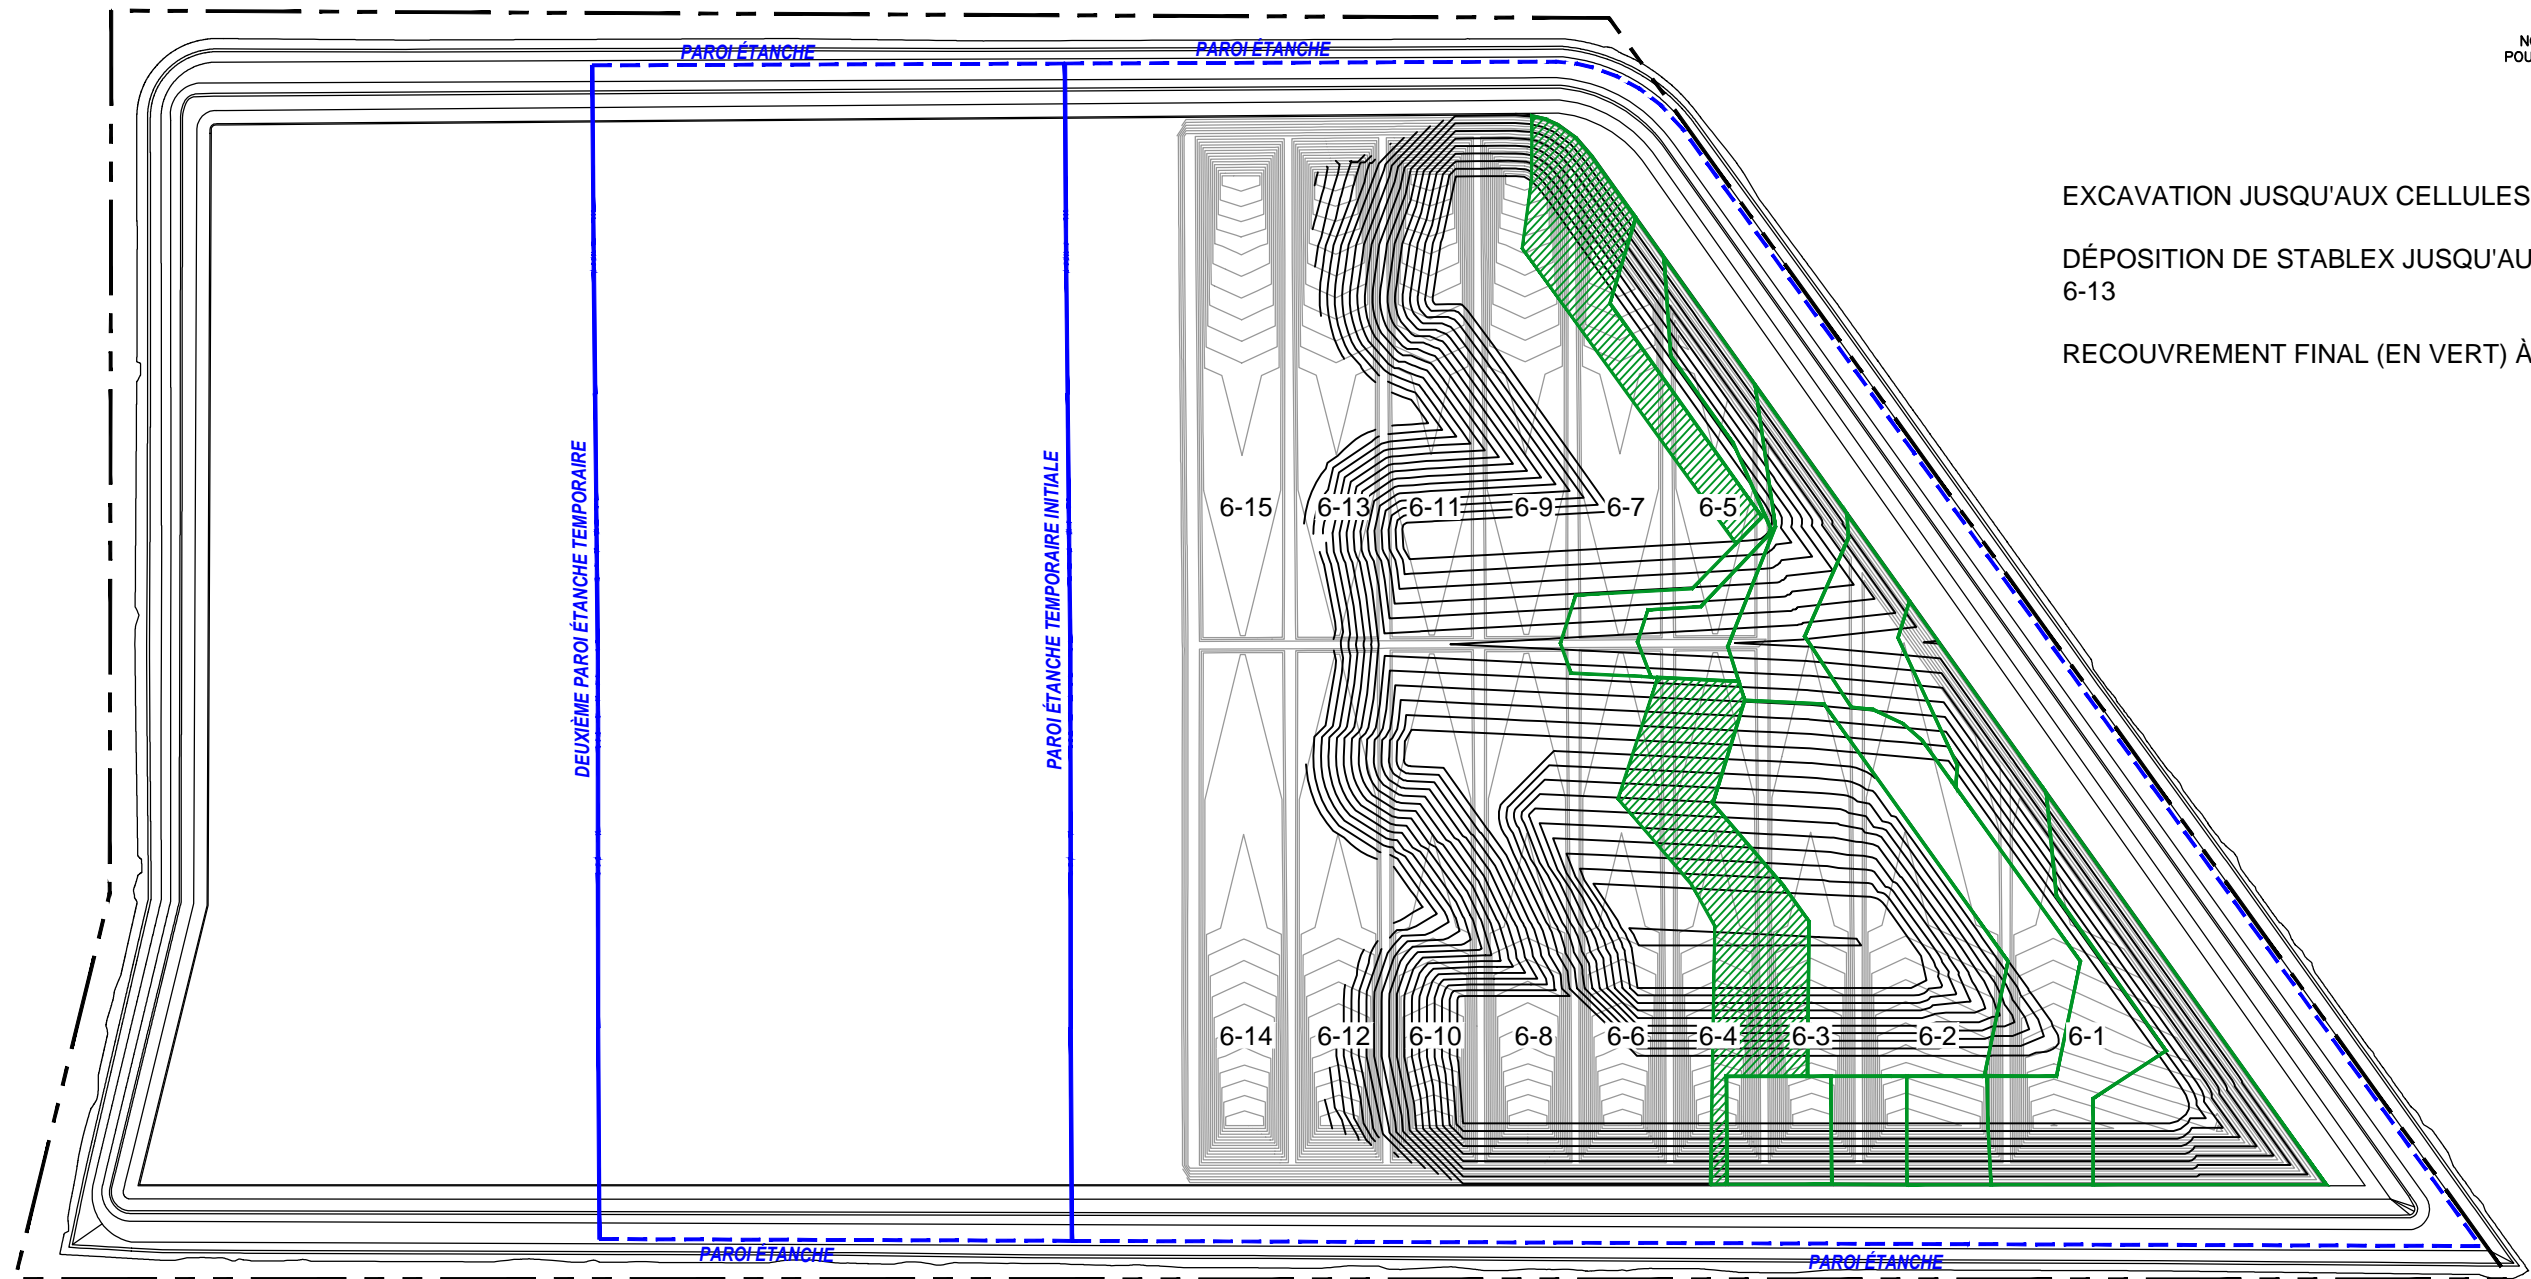 PAROI ÉTANCHE
PAROI ÉTANCHE
EXCAVATION JUSQU'AUX CELLULES
DÉPOSITION DE STABLEX JUSQU'AU
6-13
RECOUVREMENT FINAL (EN VERT) À
DEUXIÈME PAROI ÉTANCHE TEMPORAIRE
PAROI ÉTANCHE TEMPORAIRE INITIALE
6-15 6-13 6-11 6-9 6-7 6-5
6-14 6-12 6-10 6-8 6-6 6-4 6-3 6-2 6-1
PAROI ÉTANCHE
PAROI ÉTANCHE